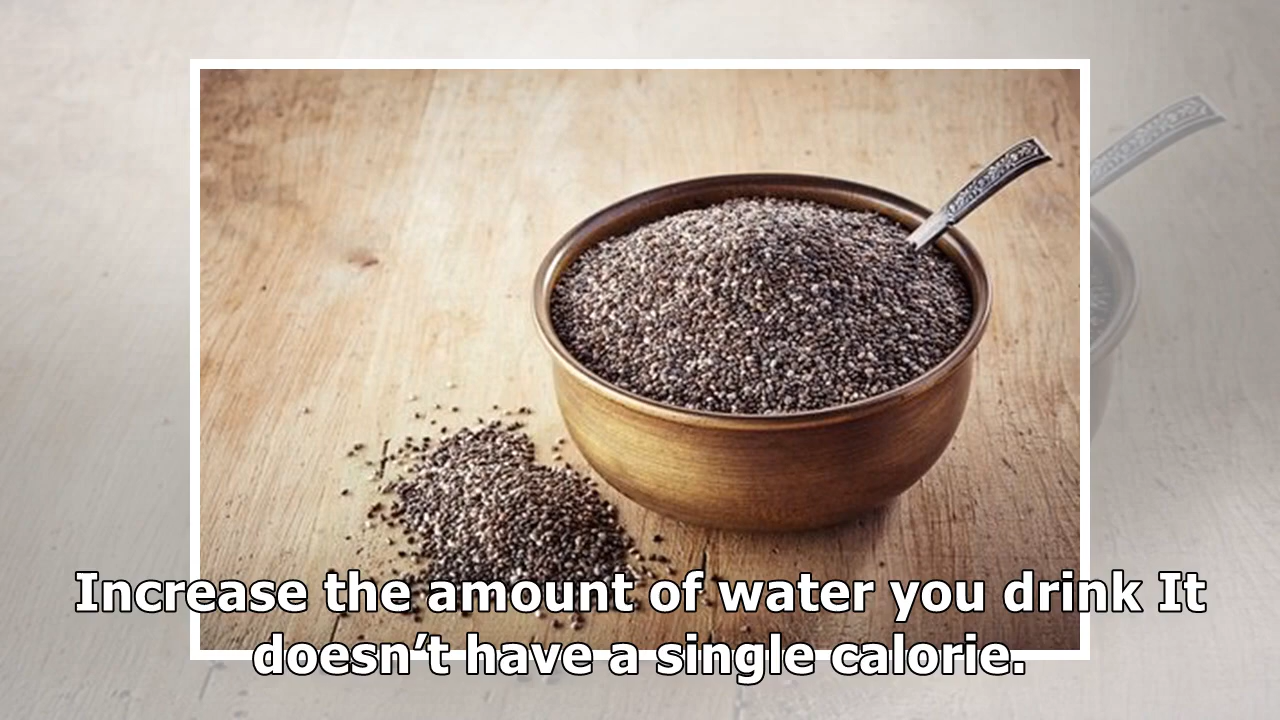 Increase the amount of water you drink It
doesn’t have a single calorie.